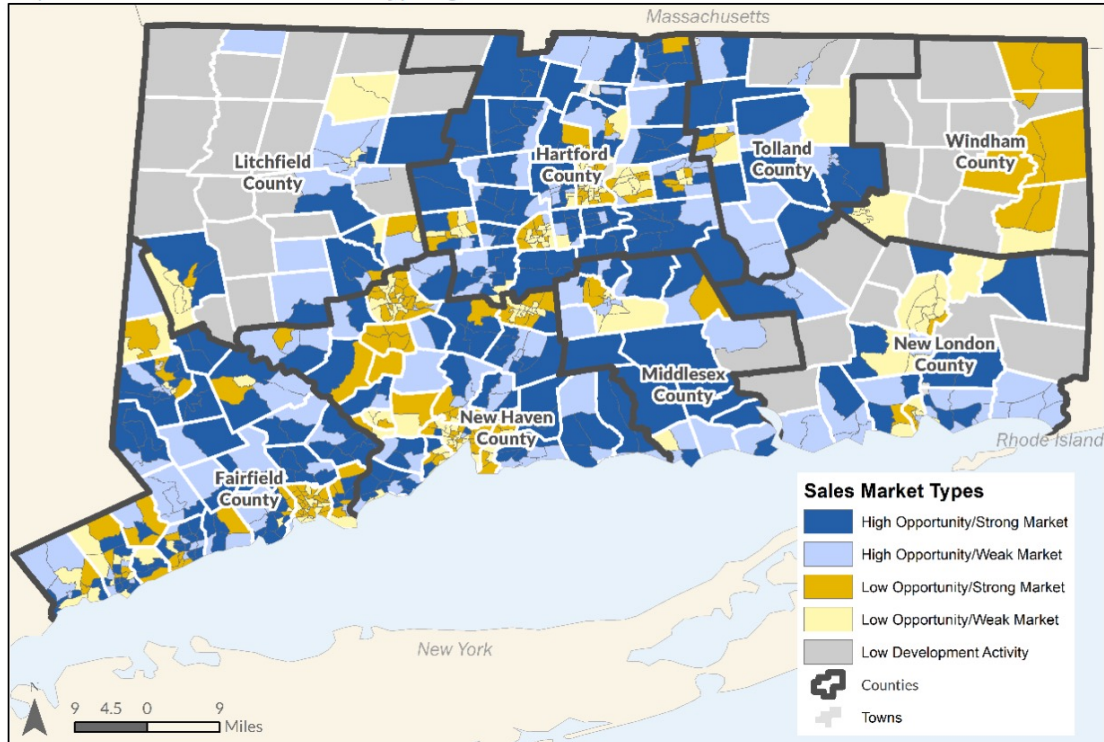 Massachusetts
Litchfield
County
Hartford
County
Tolland
County
Windham
County
Middlesex
County
New London
County
New Haven
County
Fairfield
County
Rhode Island
New York
Sales Market Types
High Opportunity/Strong Market
High Opportunity/Weak Market
Low Opportunity/Strong Market
Low Opportunity/Weak Market
Low Development Activity
Counties
Towns
N
9 4.5 0 9
Miles